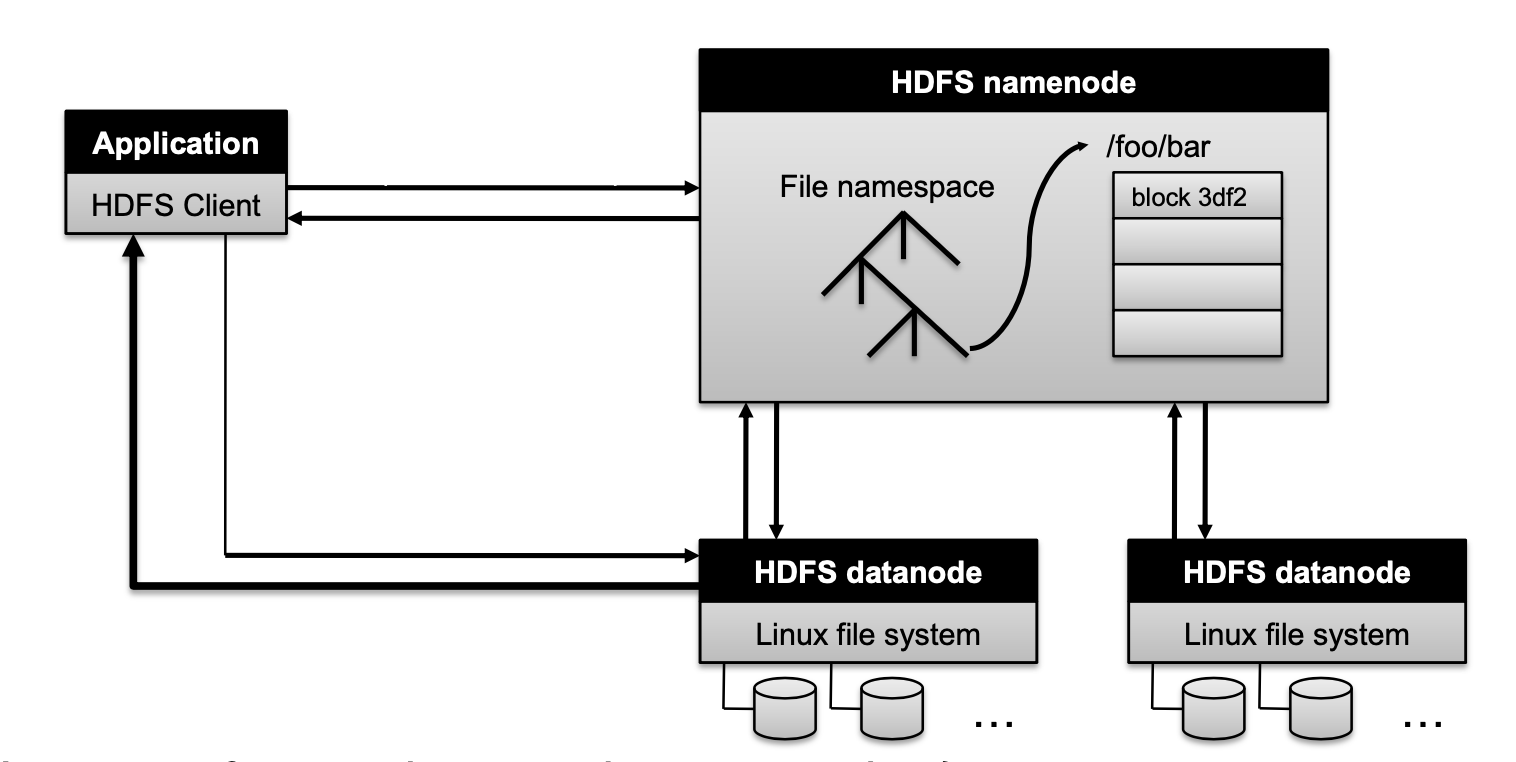 HDFS namenode
Application
HDFS Client
File namespace
/foo/bar
block 3df2
HDFS datanode
Linux file system
...
HDFS datanode
Linux file system
...